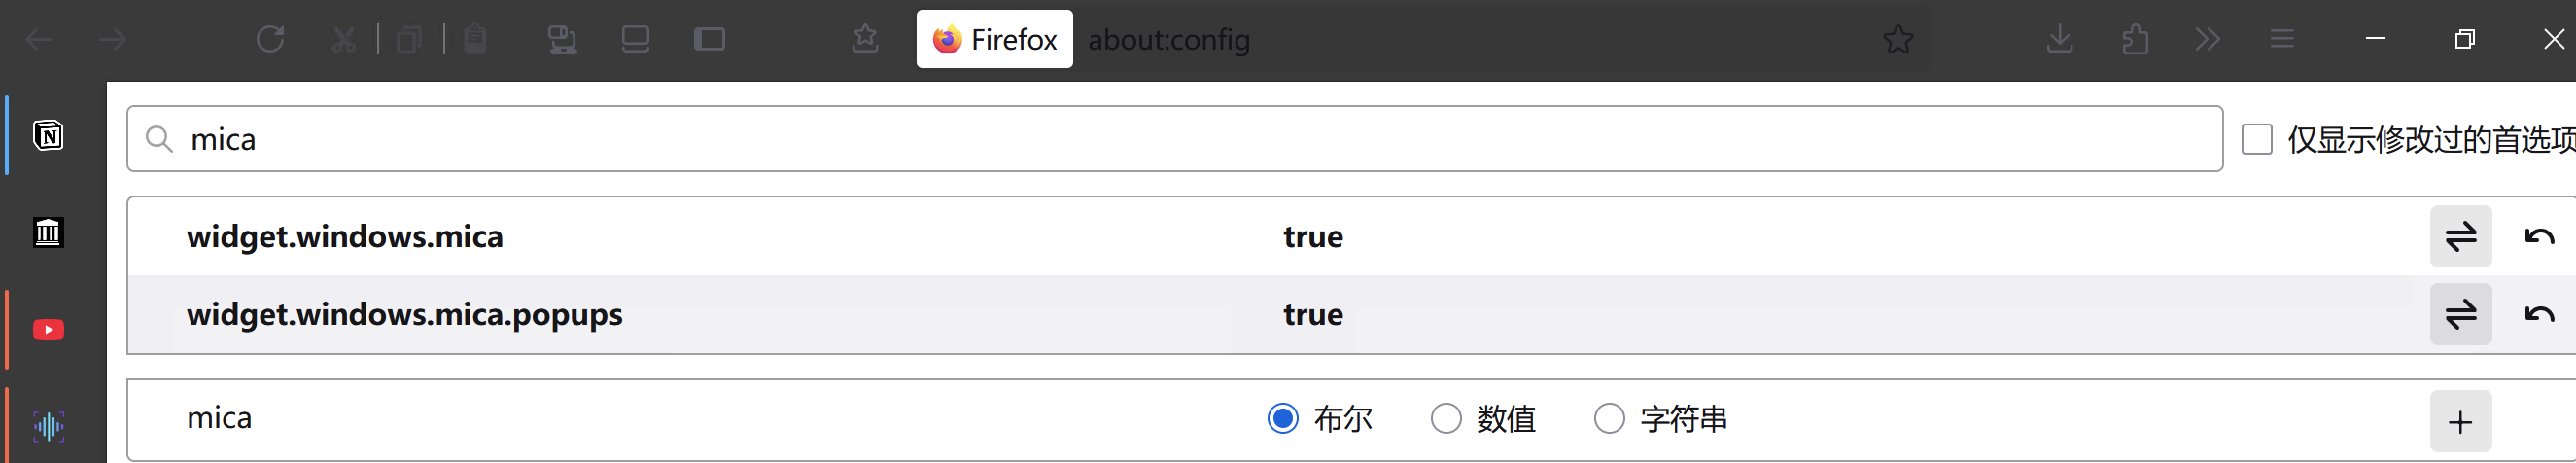 Firefox about:config
mica
仅显示修改过的首选项
widget.windows.mica true
widget.windows.mica.popups true
mica 布尔 数值 字符串